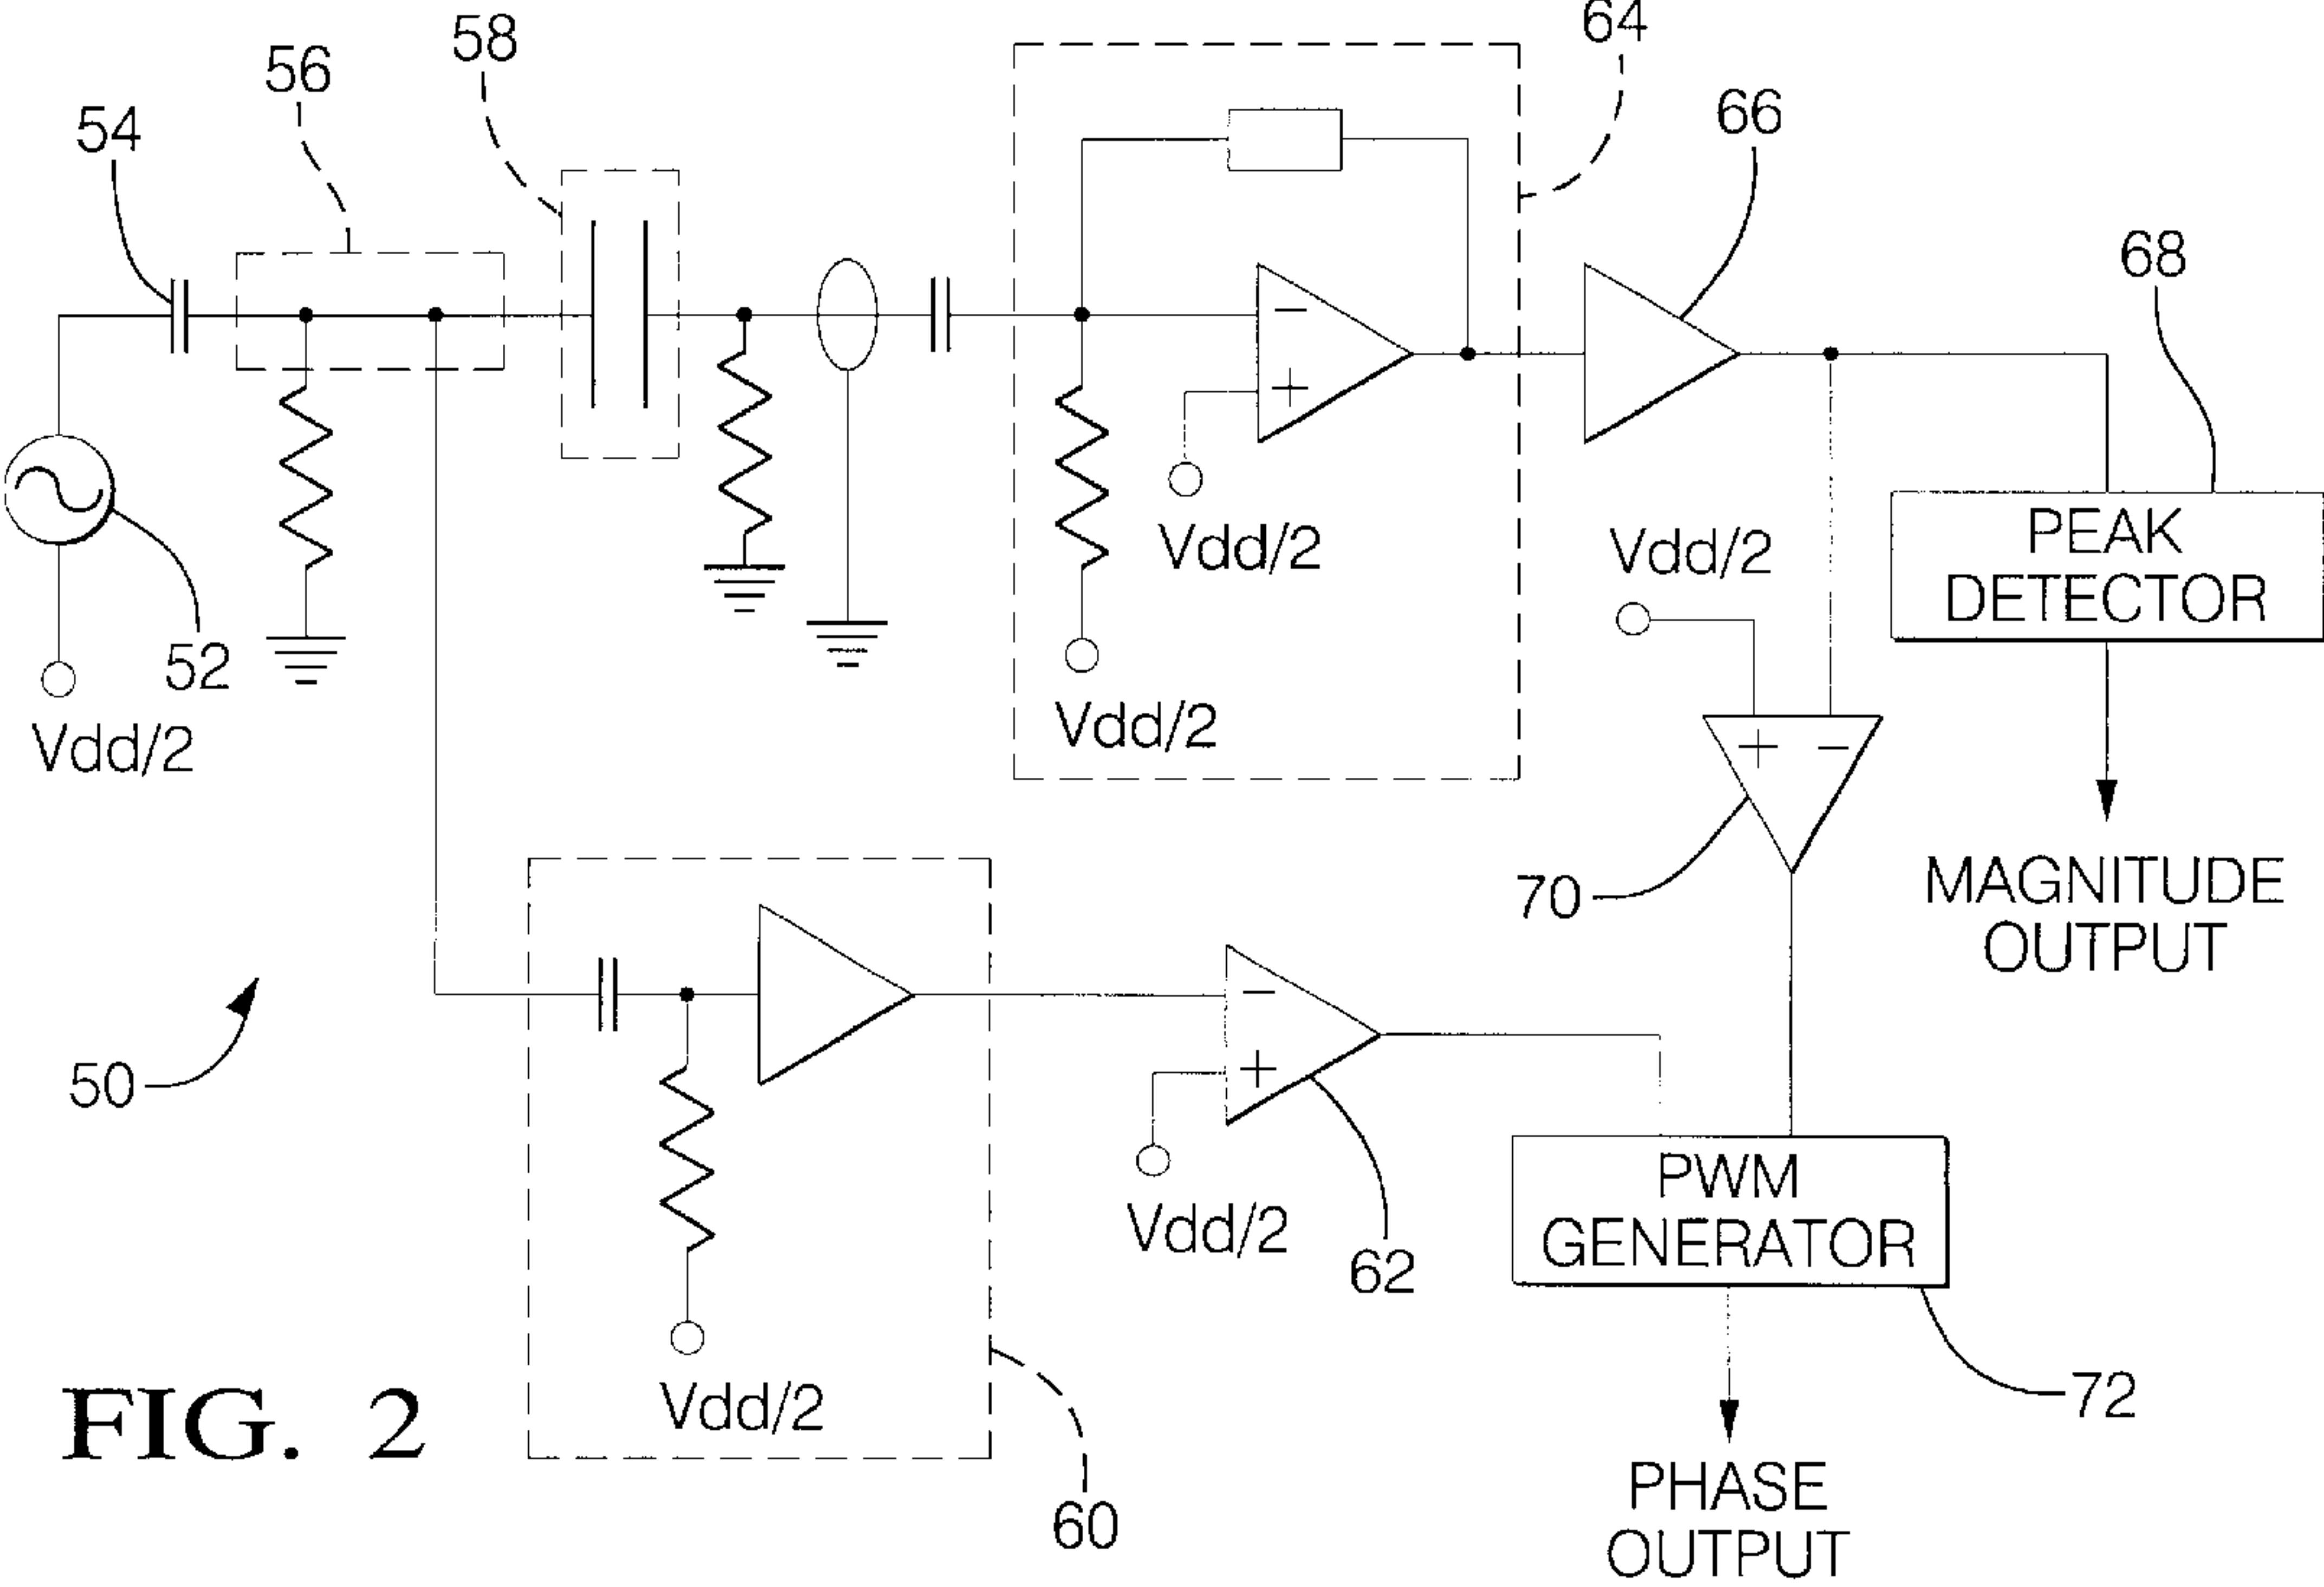 64
58
56
66
54
68
PEAK
DETECTOR
Vdd/2
Vdd/2
52
Vdd/2
Vdd/2
+
−
−
+
MAGNITUDE
OUTPUT
70
−
+
50
PWM
GENERATOR
Vdd/2
62
72
Vdd/2
FIG. 2
PHASE
OUTPUT
60